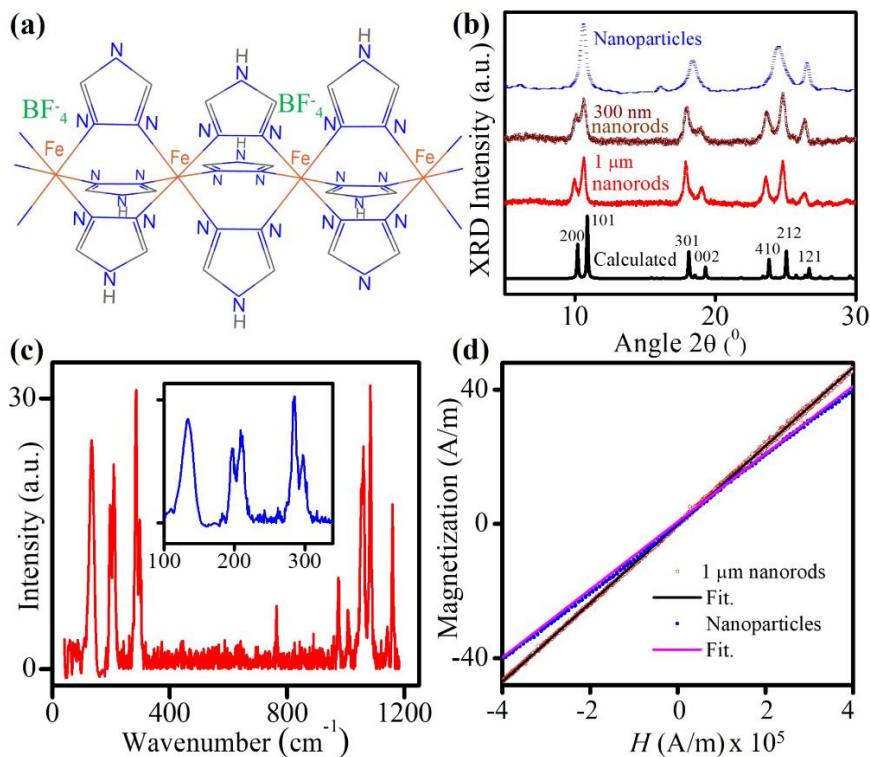 (a)
N
H
N
N
N
H
N
N
N
N
H
N
N
BF-4
BF-4
Fe
Fe
Fe
Fe
H
N
N
H
N
N
H
N
N
H
N
N
N
H
N
N
N
H
(b)
XRD Intensity (a.u.)
Nanoparticles
300 nm
nanorods
1 μm
nanorods
Calculated
200
101
301
002
410
212
121
10
20
30
Angle 2θ (0)
(c)
Intensity (a.u.)
30
0
100
200
300
0
400
800
1200
Wavenumber (cm-1)
(d)
Magnetization (A/m)
40
0
-40
1 μm nanorods
Fit.
Nanoparticles
Fit.
-4
-2
0
2
4
H (A/m) x 105